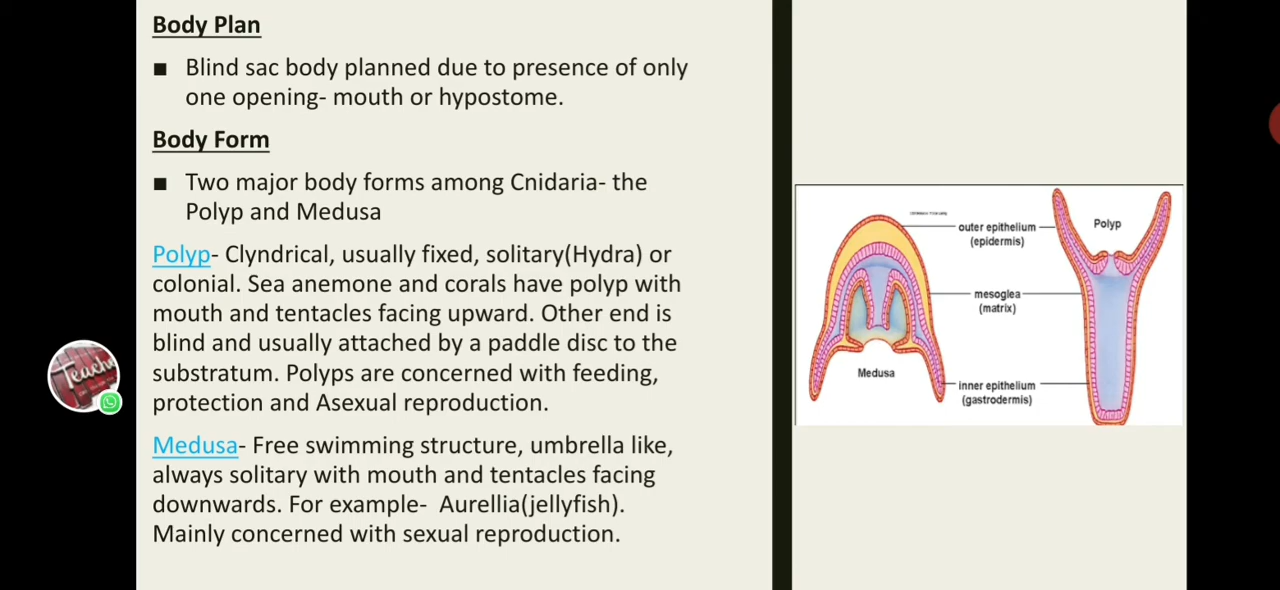 Body Plan
■ Blind sac body planned due to presence of only
one opening- mouth or hypostome.
Body Form
■ Two major body forms among Cnidaria- the
Polyp and Medusa
Polyp- Clyndrical, usually fixed, solitary(Hydra) or
colonial. Sea anemone and corals have polyp with
mouth and tentacles facing upward. Other end is
blind and usually attached by a paddle disc to the
substratum. Polyps are concerned with feeding,
protection and Asexual reproduction.
Medusa- Free swimming structure, umbrella like,
always solitary with mouth and tentacles facing
downwards. For example- Aurellia(jellyfish).
Mainly concerned with sexual reproduction.
outer epithelium
(epidermis)
Polyp
mesoglea
(matrix)
Medusa
inner epithelium
(gastrodermis)